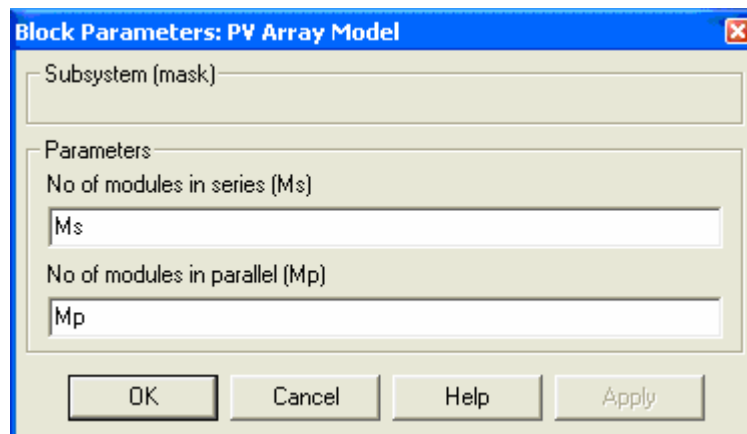 Block Parameters: PV Array Model
Subsystem (mask)
Parameters
No of modules in series (Ms)
Ms
No of modules in parallel (Mp)
Mp
OK Cancel Help Apply